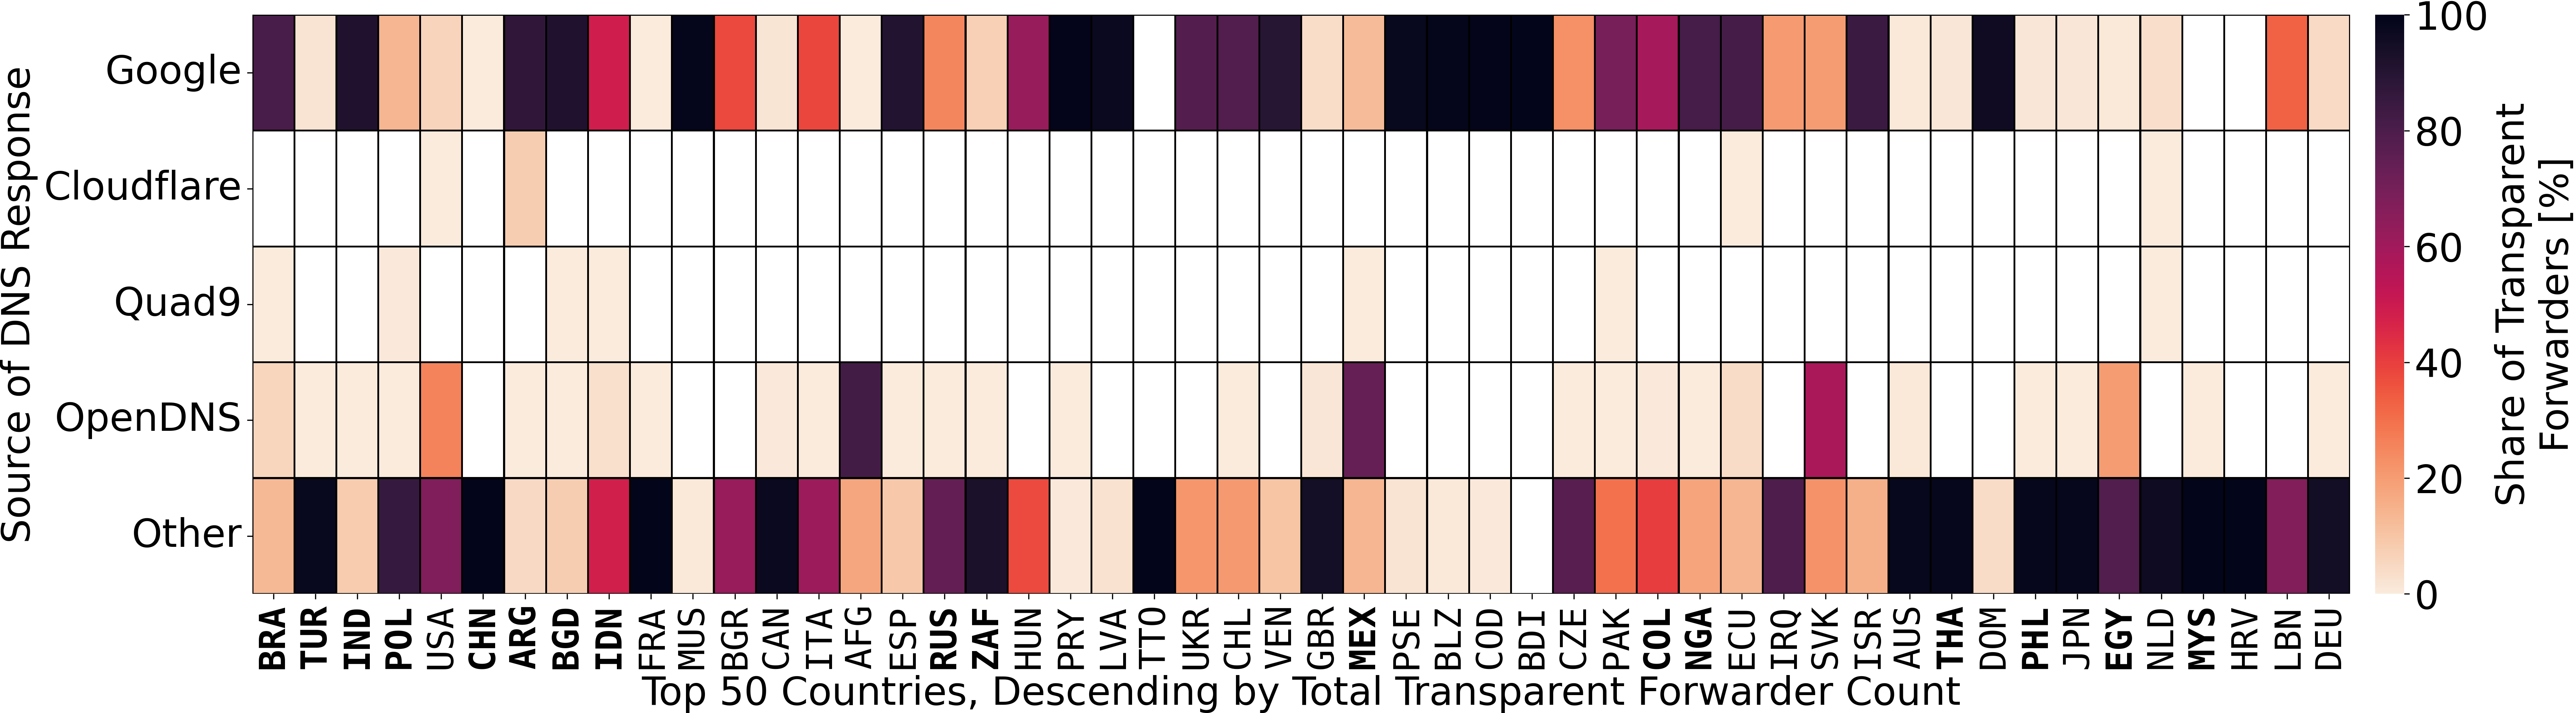 Source of DNS Response
Google
Cloudflare
Quad9
OpenDNS
Other
BRA TUR IND POL USA CHN ARG BGD IDN FRA MUS BGR CAN ITA AFG ESP RUS ZAF HUN PRY LVA TTO UKR CHL VEN GBR MEX PSE BLZ COD BDI CZE PAK COL NGA ECU IRQ SVK ISR AUS THA DOM PHL JPN EGY NLD MYS HRV LBN DEU
Top 50 Countries, Descending by Total Transparent Forwarder Count
100
80
60
40
20
0
Share of Transparent
Forwarders [%]